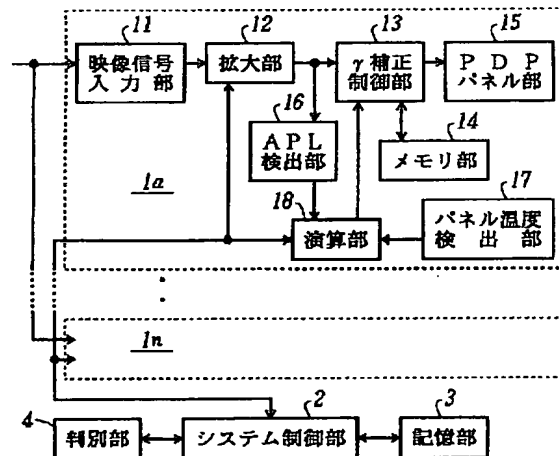 11
12
13
15
映像信号
入力部
拡大部
γ補正
制御部
PDP
パネル部
16
APL
検出部
14
メモリ部
1a
18
演算部
17
パネル温度
検出部
1n
4
判別部
2
システム制御部
3
記憶部